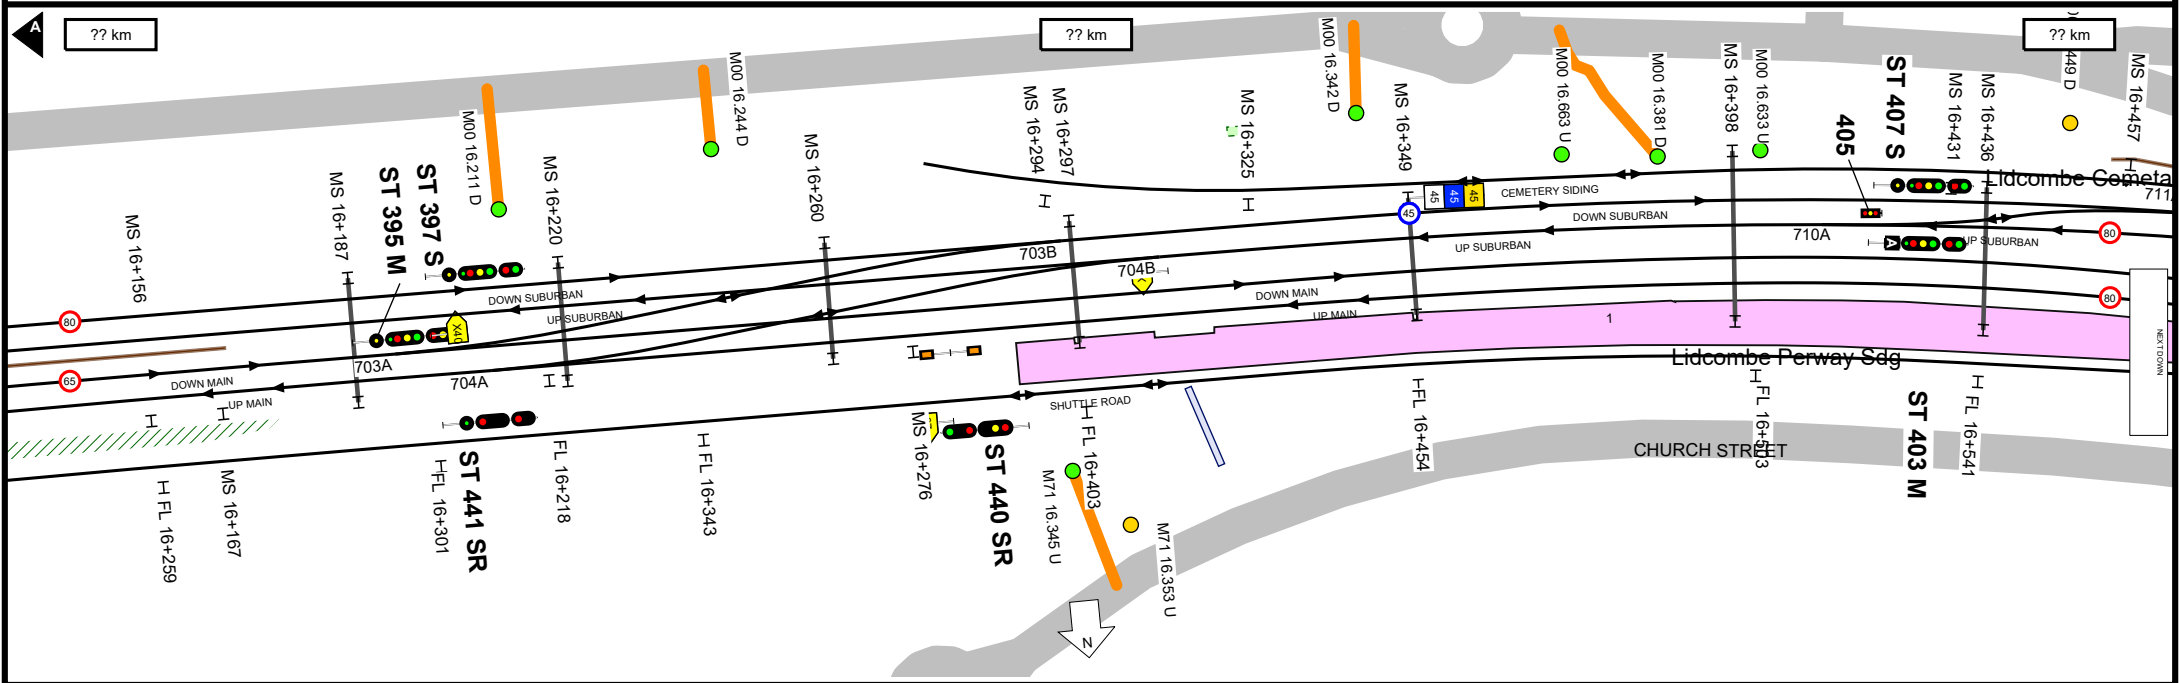 A
?? km
?? km
?? km
M00 16.211 D
M00 16.244 D
M00 16.342 D
M00 16.663 U
M00 16.381 D
M00 16.633 U
449 D
MS 16+156
MS 16+187
ST 395 M
ST 397 S
MS 16+220
MS 16+260
MS 16+294
MS 16+297
MS 16+325
MS 16+349
MS 16+398
405
ST 407 S
MS 16+431
MS 16+436
MS 16+457
Lidcombe Cometa
711
45
45
45
45
CEMETERY SIDING
DOWN SUBURBAN
UP SUBURBAN
710A
UP SUBURBAN
80
80
703B
704B
DOWN MAIN
UP MAIN
DOWN SUBURBAN
UP SUBURBAN
80
65
X40
703A
704A
DOWN MAIN
UP MAIN
1
Lidcombe Perway Sdg
NEXT DOWN
SHUTTLE ROAD
FL 16+259
MS 16+167
FL 16+301
ST 441 SR
FL 16+218
FL 16+343
MS 16+276
ST 440 SR
M71 16.345 U
FL 16+403
M71 16.353 U
FL 16+454
FL 16+503
ST 403 M
FL 16+541
CHURCH STREET
N